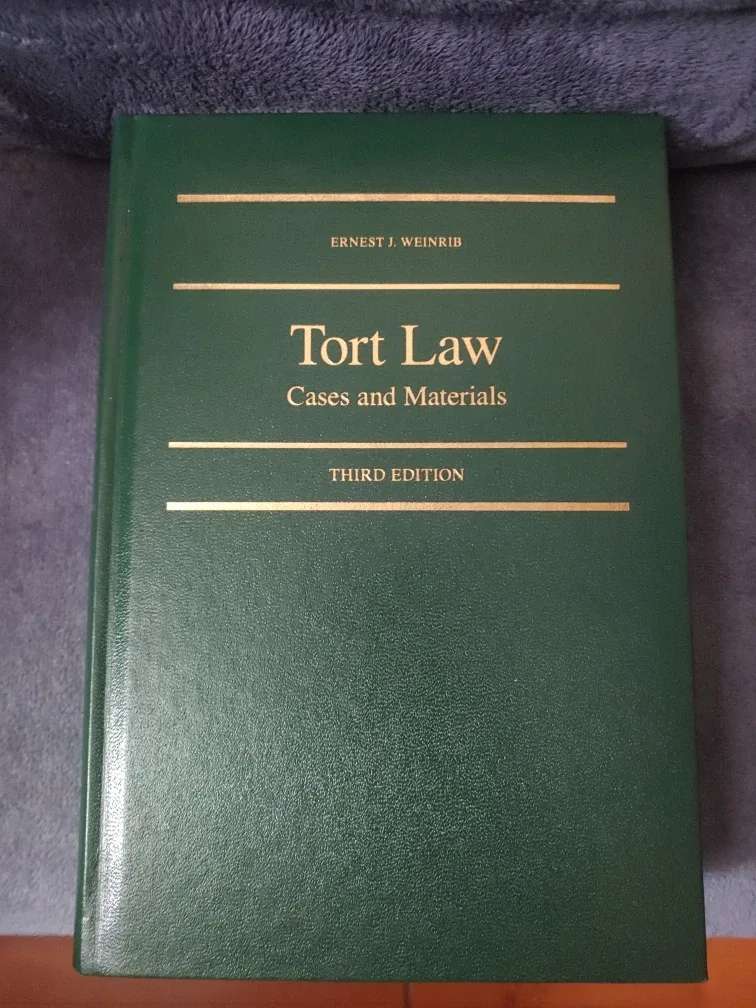 ERNEST J. WEINRIB
Tort Law
Cases and Materials
THIRD EDITION